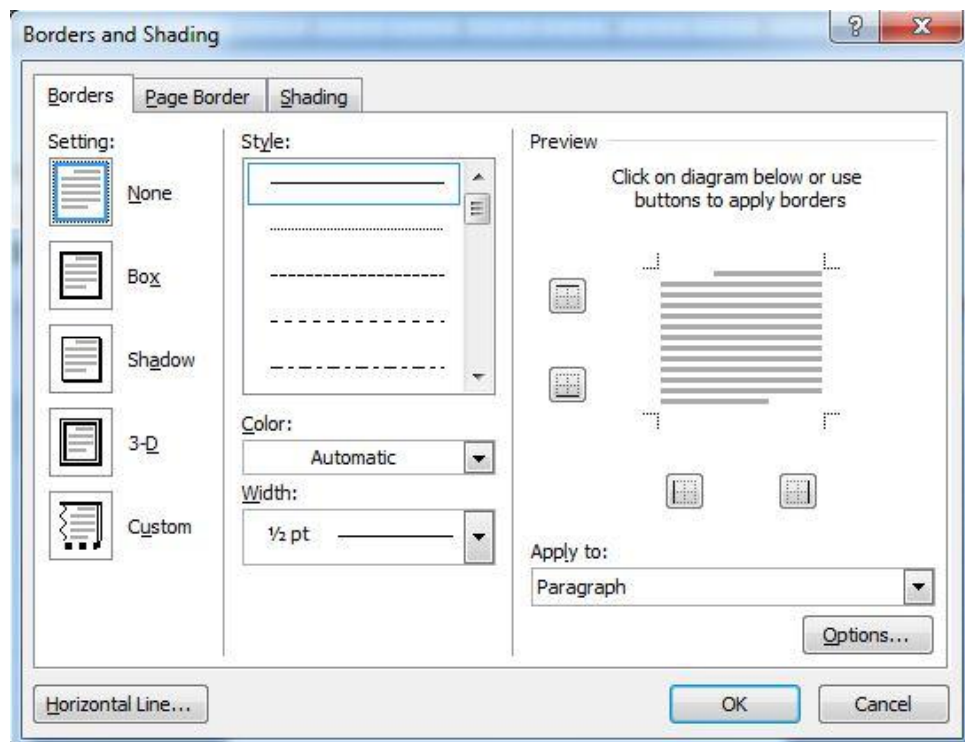 Borders and Shading
Borders
Page Border
Shading
Setting:
None
Box
Shadow
3-D
Custom
Style:
Color:
Automatic
Width:
½ pt
Preview
Click on diagram below or use
buttons to apply borders
Apply to:
Paragraph
Options...
Horizontal Line...
OK
Cancel